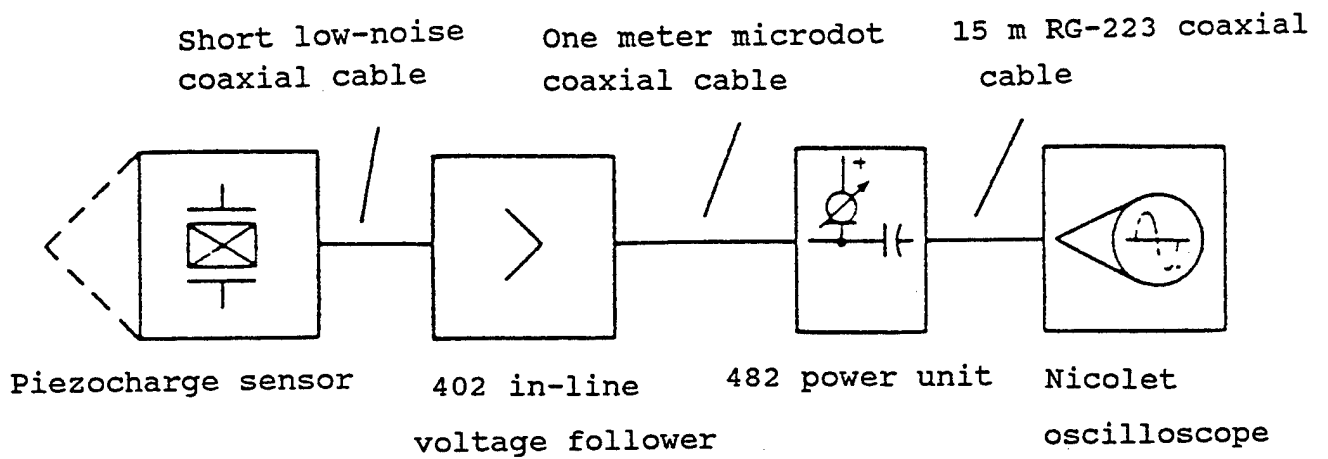 Short low-noise
coaxial cable
One meter microdot
coaxial cable
15 m RG-223 coaxial
cable
+
Piezocharge sensor
402 in-line
voltage follower
482 power unit
Nicolet
oscilloscope